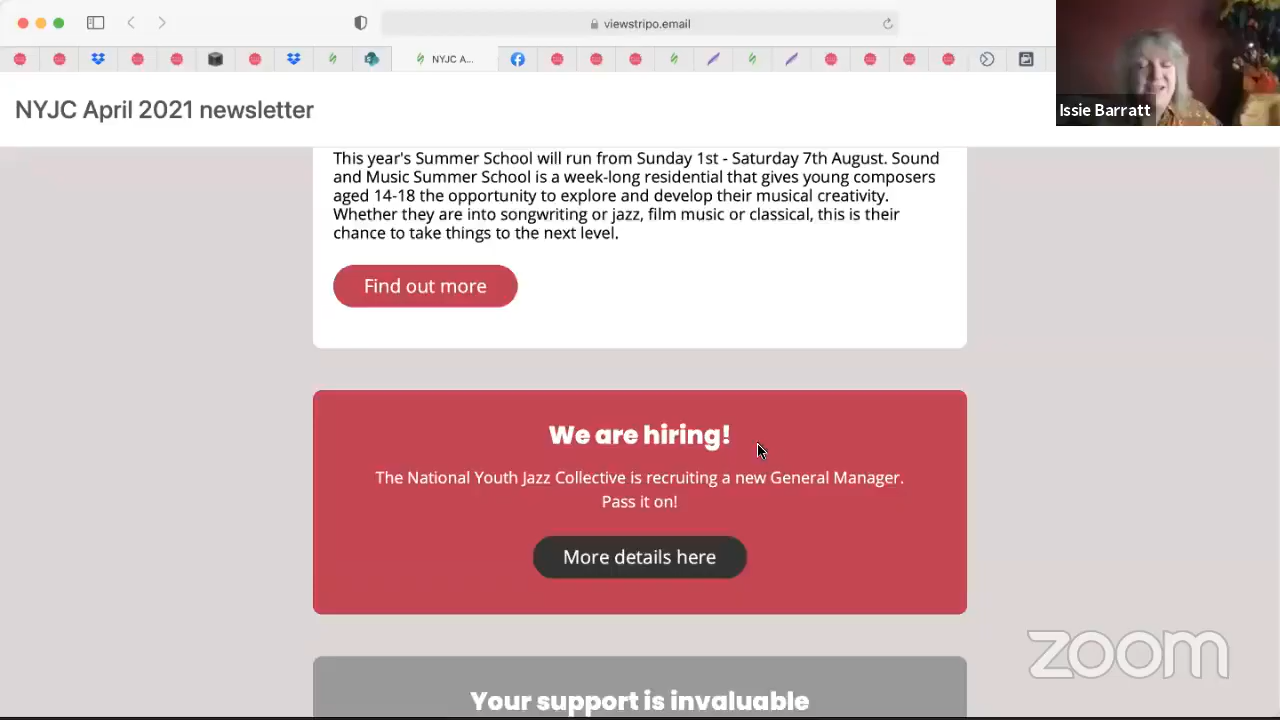 viewstripo.email
NYJC A...
Issie Barratt
NYJC April 2021 newsletter
This year's Summer School will run from Sunday 1st - Saturday 7th August. Sound
and Music Summer School is a week-long residential that gives young composers
aged 14-18 the opportunity to explore and develop their musical creativity.
Whether they are into songwriting or jazz, film music or classical, this is their
chance to take things to the next level.
Find out more
We are hiring!
The National Youth Jazz Collective is recruiting a new General Manager.
Pass it on!
More details here
zoom
Your support is invaluable